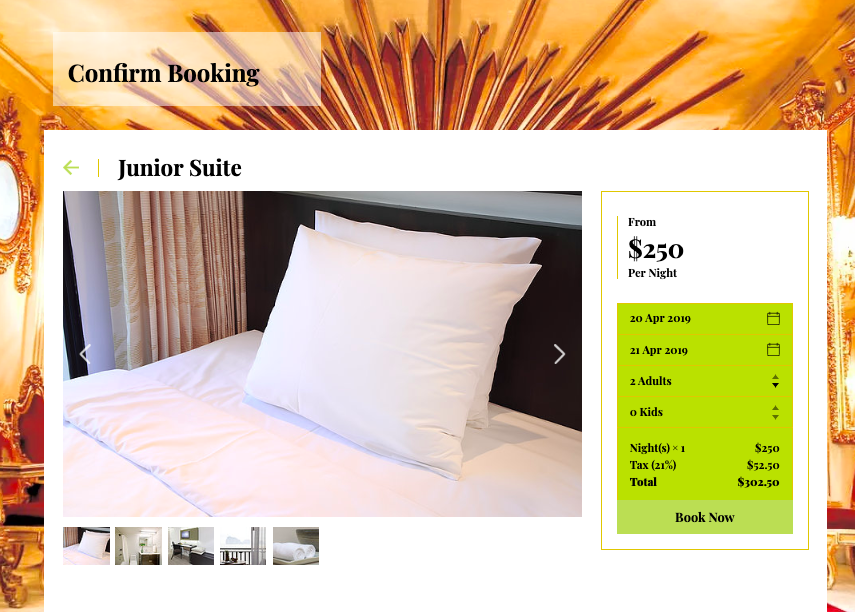 Confirm Booking
Junior Suite
From
$250
Per Night
20 Apr 2019
21 Apr 2019
2 Adults
0 Kids
Night(s) × 1 $250
Tax (21%) $52.50
Total $302.50
Book Now